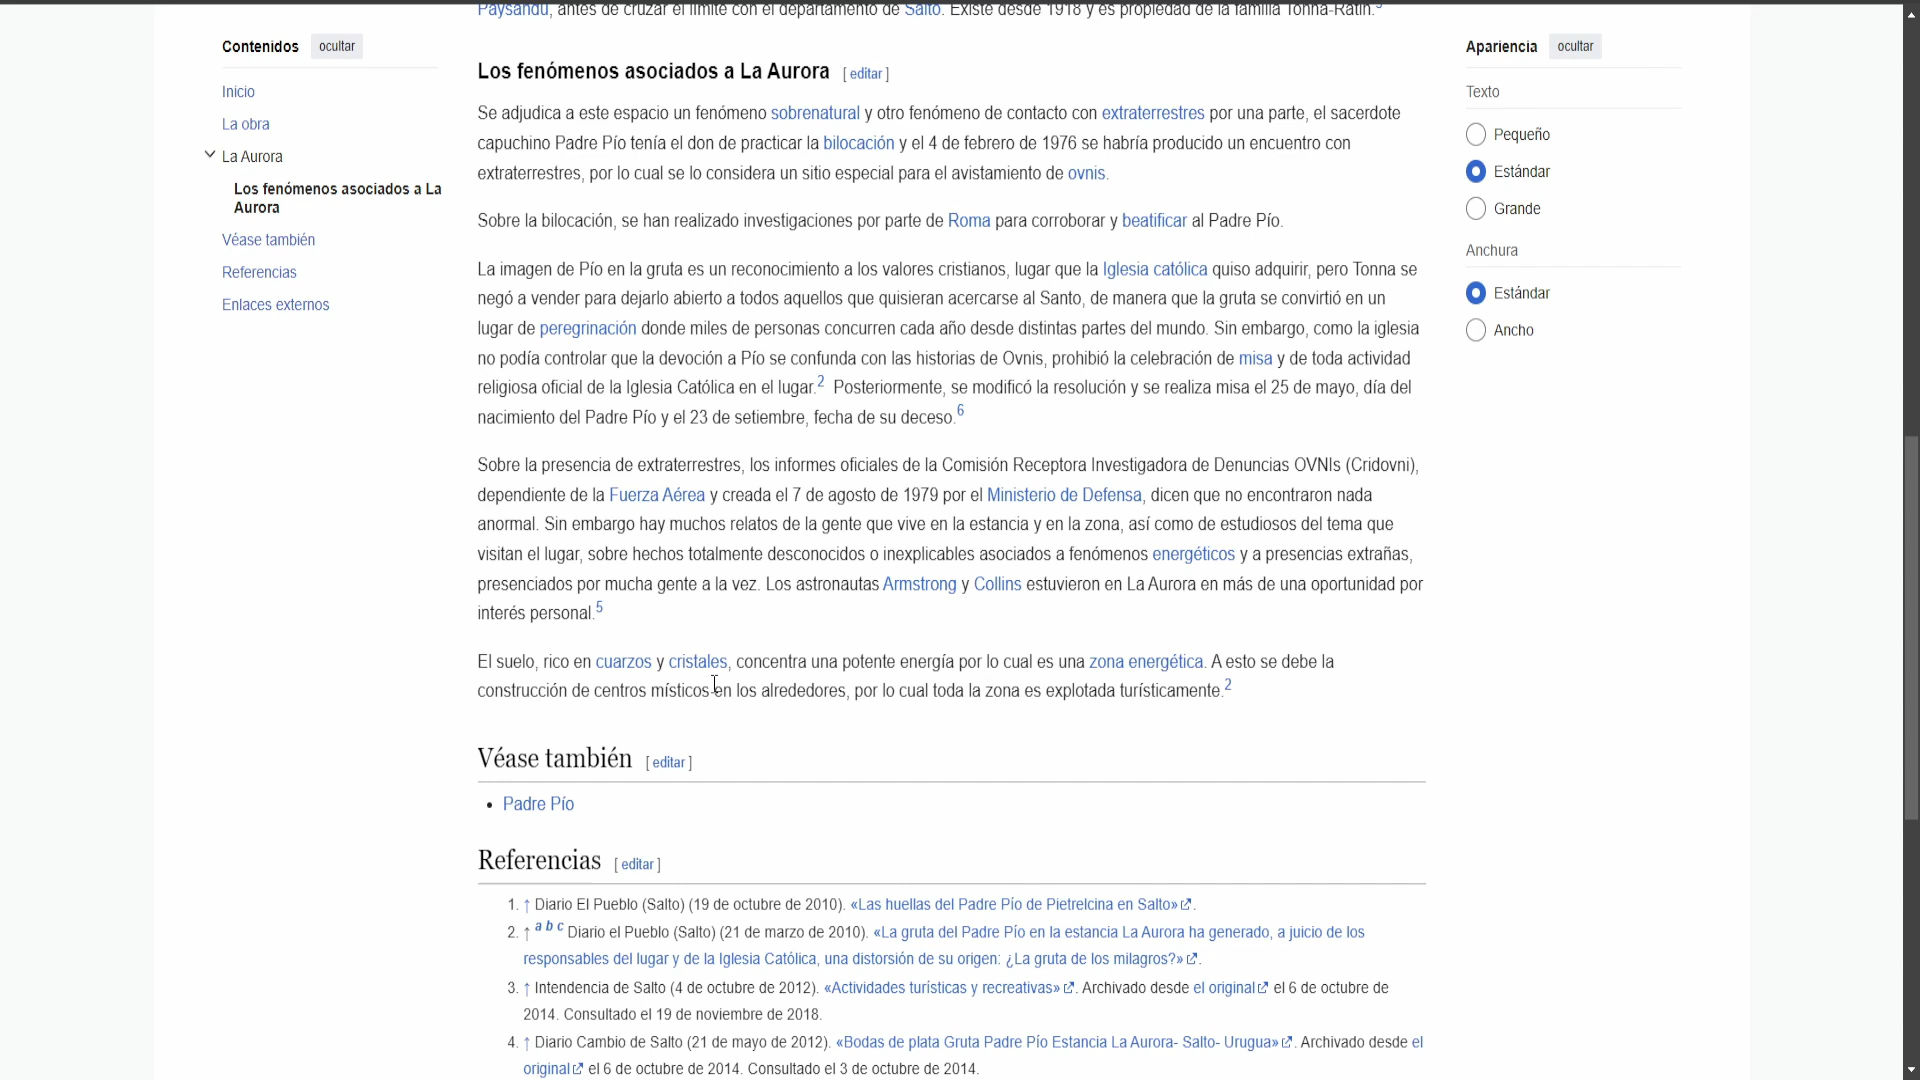 Paysandú, antes de cruzar el límite con el departamento de Salto. Existe desde 1918 y es propiedad de la familia Tonna-Rattín.
Contenidos ocultar
Inicio
La obra
La Aurora
Los fenómenos asociados a La
Aurora
Véase también
Referencias
Enlaces externos
Los fenómenos asociados a La Aurora [ editar ]
Se adjudica a este espacio un fenómeno sobrenatural y otro fenómeno de contacto con extraterrestres por una parte, el sacerdote
capuchino Padre Pío tenía el don de practicar la bilocación y el 4 de febrero de 1976 se habría producido un encuentro con
extraterrestres, por lo cual se lo considera un sitio especial para el avistamiento de ovnis.
Sobre la bilocación, se han realizado investigaciones por parte de Roma para corroborar y beatificar al Padre Pío.
La imagen de Pío en la gruta es un reconocimiento a los valores cristianos, lugar que la Iglesia católica quiso adquirir, pero Tonna se
negó a vender para dejarlo abierto a todos aquellos que quisieran acercarse al Santo, de manera que la gruta se convirtió en un
lugar de peregrinación donde miles de personas concurren cada año desde distintas partes del mundo. Sin embargo, como la iglesia
no podía controlar que la devoción a Pío se confunda con las historias de Ovnis, prohibió la celebración de misa y de toda actividad
religiosa oficial de la Iglesia Católica en el lugar.2 Posteriormente, se modificó la resolución y se realiza misa el 25 de mayo, día del
nacimiento del Padre Pío y el 23 de setiembre, fecha de su deceso.6
Sobre la presencia de extraterrestres, los informes oficiales de la Comisión Receptora Investigadora de Denuncias OVNIs (Cridovni),
dependiente de la Fuerza Aérea y creada el 7 de agosto de 1979 por el Ministerio de Defensa, dicen que no encontraron nada
anormal. Sin embargo hay muchos relatos de la gente que vive en la estancia y en la zona, así como de estudiosos del tema que
visitan el lugar, sobre hechos totalmente desconocidos o inexplicables asociados a fenómenos energéticos y a presencias extrañas,
presenciados por mucha gente a la vez. Los astronautas Armstrong y Collins estuvieron en La Aurora en más de una oportunidad por
interés personal.5
El suelo, rico en cuarzos y cristales, concentra una potente energía por lo cual es una zona energética. A esto se debe la
construcción de centros místicos en los alrededores, por lo cual toda la zona es explotada turísticamente.2
Véase también [ editar ]
• Padre Pío
Referencias [ editar ]
1. ↑ Diario El Pueblo (Salto) (19 de octubre de 2010). «Las huellas del Padre Pío de Pietrelcina en Salto».
2. ↑ a b c Diario el Pueblo (Salto) (21 de marzo de 2010). «La gruta del Padre Pío en la estancia La Aurora ha generado, a juicio de los
responsables del lugar y de la Iglesia Católica, una distorsión de su origen: ¿La gruta de los milagros?».
3. ↑ Intendencia de Salto (4 de octubre de 2012). «Actividades turísticas y recreativas». Archivado desde el original el 6 de octubre de
2014. Consultado el 19 de noviembre de 2018.
4. ↑ Diario Cambio de Salto (21 de mayo de 2012). «Bodas de plata Gruta Padre Pío Estancia La Aurora- Salto- Urugua». Archivado desde el
original el 6 de octubre de 2014. Consultado el 3 de octubre de 2014.
Apariencia ocultar
Texto
Pequeño
Estándar
Grande
Anchura
Estándar
Ancho